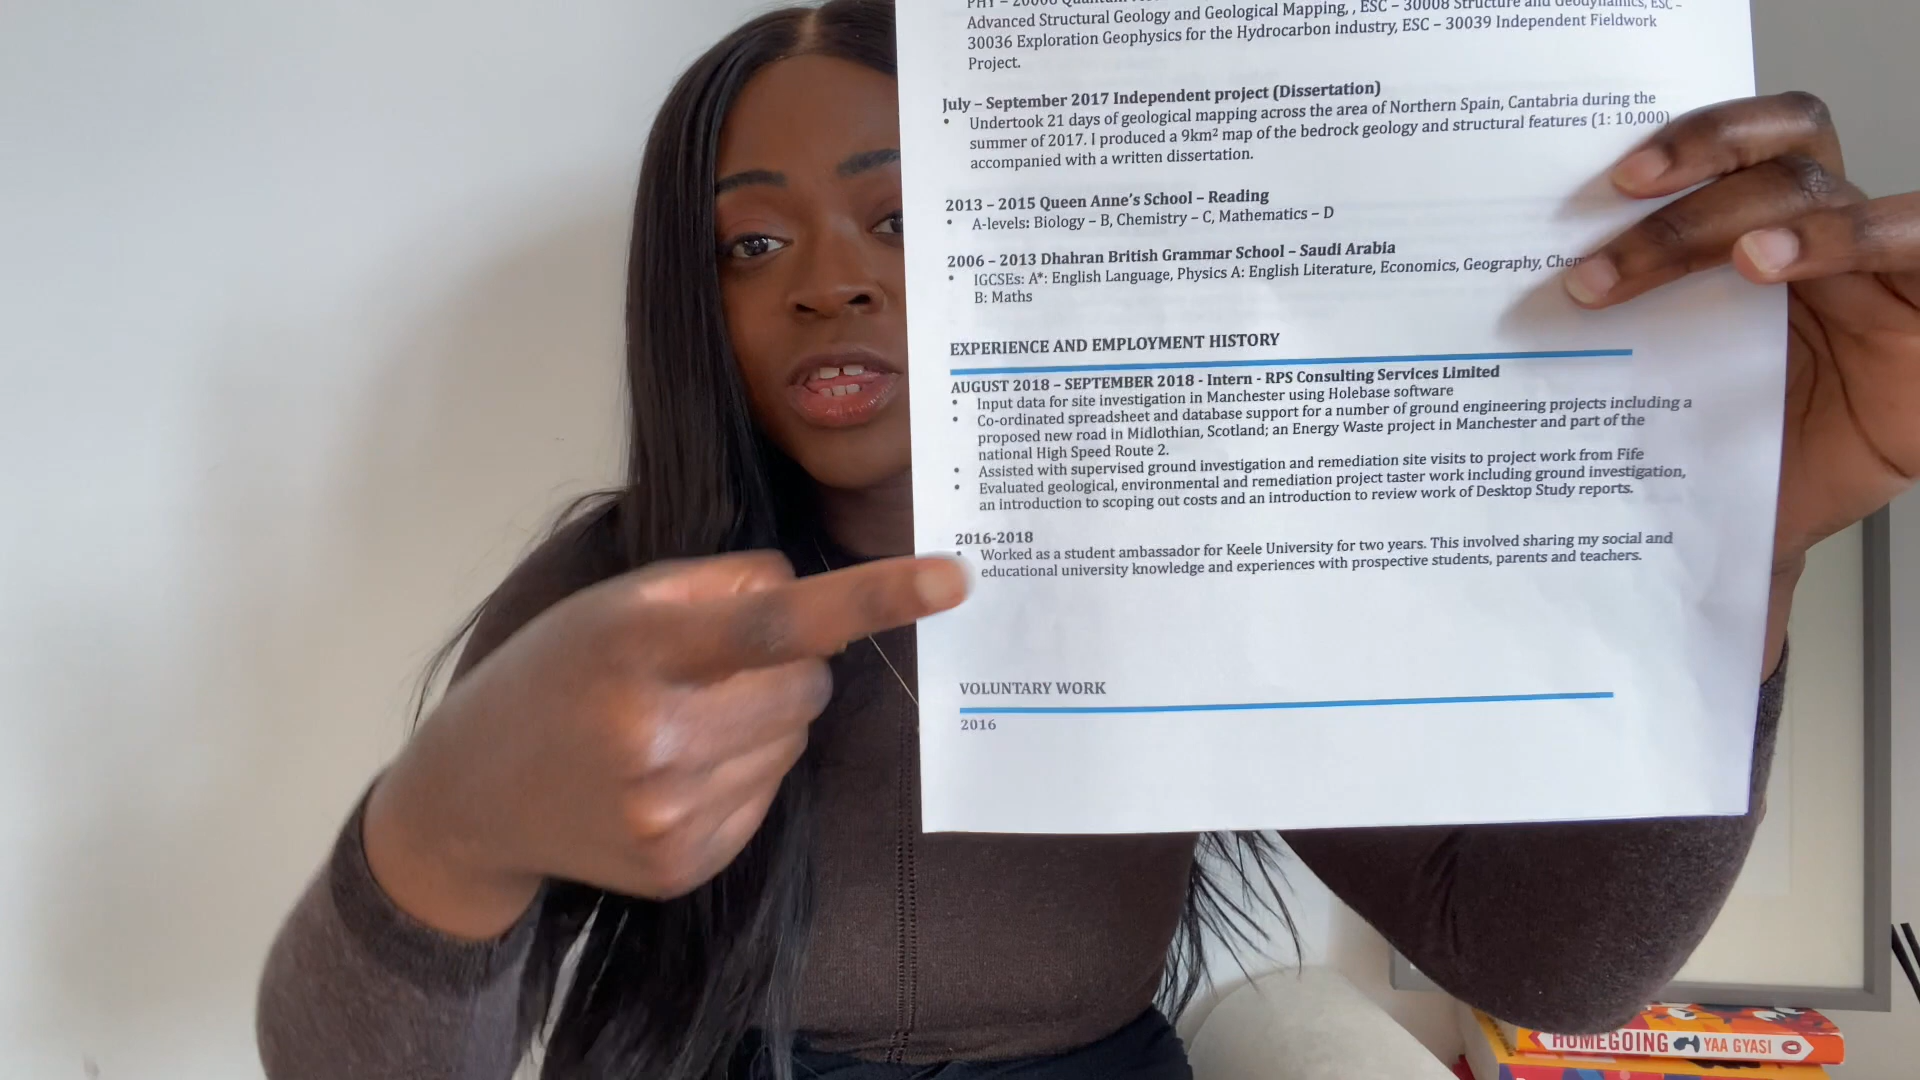 Advanced Structural Geology and Geological Mapping, , ESC – 30008 Structure and Geodynamics, ESC –
30036 Exploration Geophysics for the Hydrocarbon industry, ESC – 30039 Independent Fieldwork
Project.
July – September 2017 Independent project (Dissertation)
• Undertook 21 days of geological mapping across the area of Northern Spain, Cantabria during the
summer of 2017. I produced a 9km² map of the bedrock geology and structural features (1: 10,000)
accompanied with a written dissertation.
2013 – 2015 Queen Anne's School – Reading
• A-levels: Biology – B, Chemistry – C, Mathematics – D
2006 – 2013 Dhahran British Grammar School – Saudi Arabia
• IGCSEs: A*: English Language, Physics A: English Literature, Economics, Geography,
B: Maths
EXPERIENCE AND EMPLOYMENT HISTORY
AUGUST 2018 – SEPTEMBER 2018 - Intern - RPS Consulting Services Limited
• Input data for site investigation in Manchester using Holebase software
• Co-ordinated spreadsheet and database support for a number of ground engineering projects including a
proposed new road in Midlothian, Scotland; an Energy Waste project in Manchester and part of the
national High Speed Route 2.
• Assisted with supervised ground investigation and remediation site visits to project work from Fife
• Evaluated geological, environmental and remediation project taster work including ground investigation,
an introduction to scoping out costs and an introduction to review work of Desktop Study reports.
2016-2018
• Worked as a student ambassador for Keele University for two years. This involved sharing my social and
educational university knowledge and experiences with prospective students, parents and teachers.
VOLUNTARY WORK
2016
HOMEGOING YAA GYASI